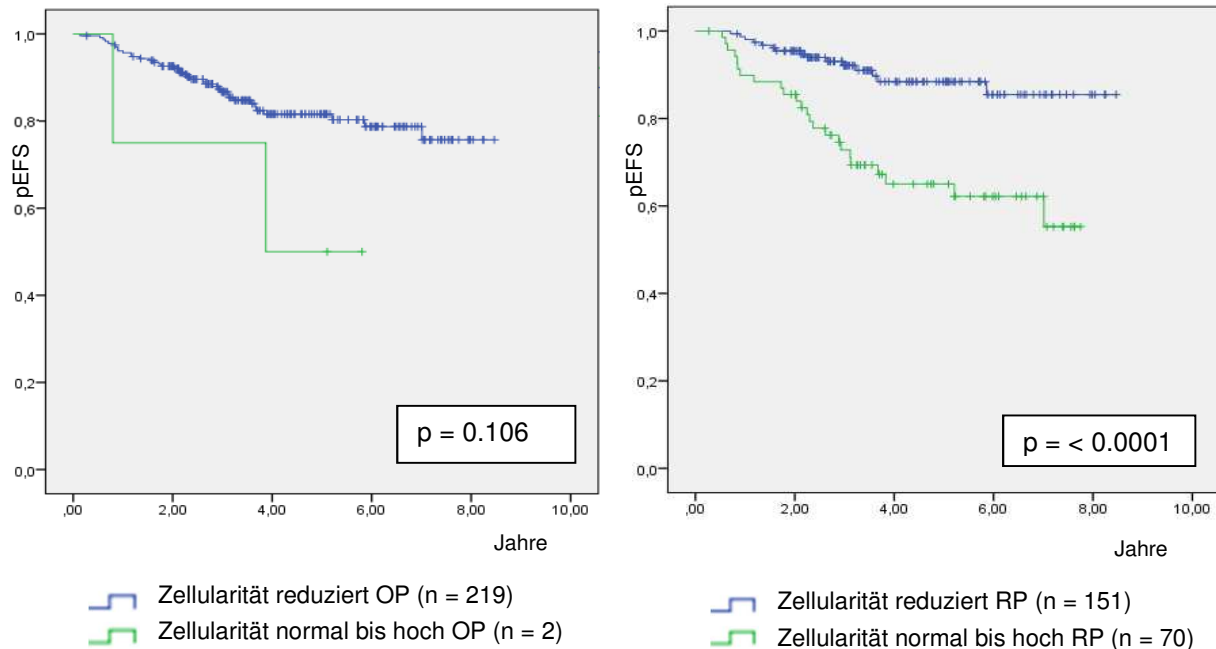 1,0
0,8
0,6
0,4
0,2
0,0
pEFS
p = 0.106
,00 2,00 4,00 6,00 8,00 10,00
Jahre
Zellularität reduziert OP (n = 219)
Zellularität normal bis hoch OP (n = 2)
1,0
0,8
0,6
0,4
0,2
0,0
pEFS
p = < 0.0001
,00 2,00 4,00 6,00 8,00 10,00
Jahre
Zellularität reduziert RP (n = 151)
Zellularität normal bis hoch RP (n = 70)